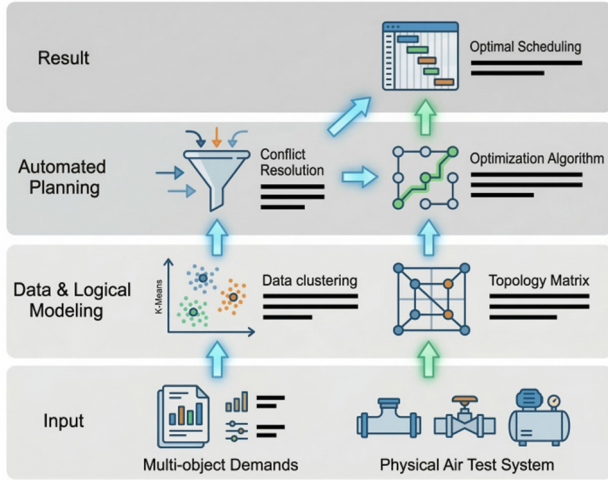 Result
Optimal Scheduling
Automated
Planning
Conflict
Resolution
Optimization Algorithm
Data & Logical
Modeling
K-Means
Data clustering
Topology Matrix
Input
Multi-object Demands
Physical Air Test System